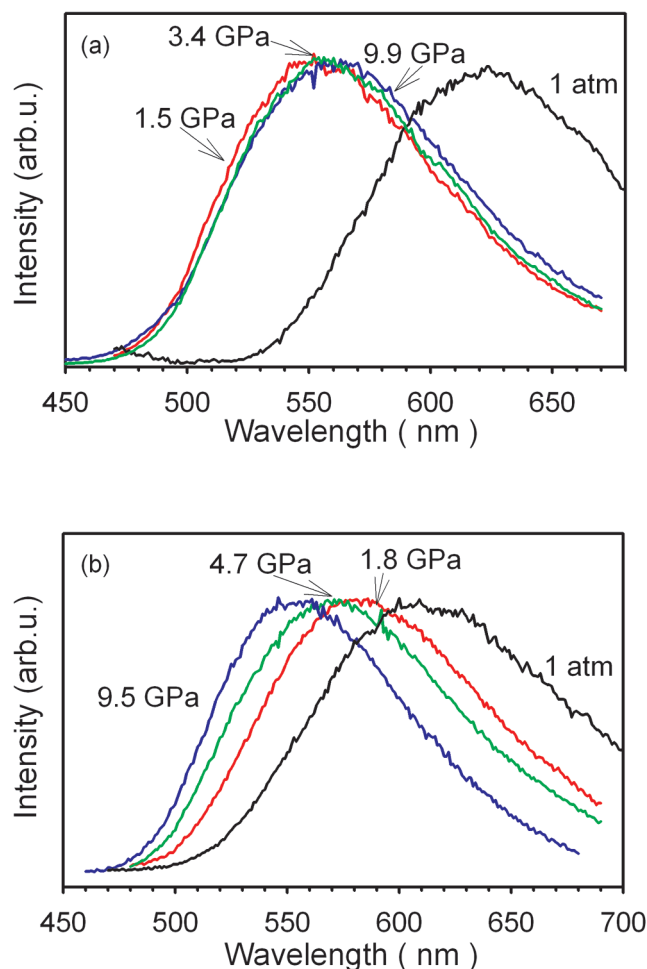 (a)
3.4 GPa
9.9 GPa
1 atm
1.5 GPa
Intensity (arb.u.)
450 500 550 600 650
Wavelength ( nm )
(b)
4.7 GPa
1.8 GPa
1 atm
9.5 GPa
Intensity (arb.u.)
450 500 550 600 650 700
Wavelength ( nm )